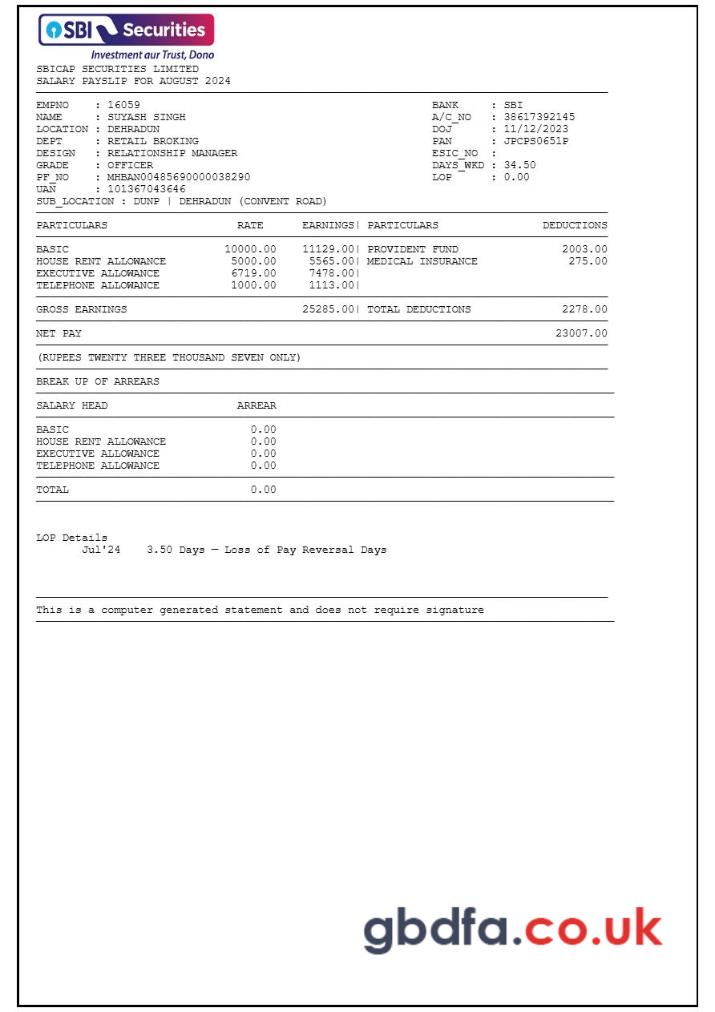 SBI Securities
Investment aur Trust, Dono
SBICAP SECURITIES LIMITED
SALARY PAYSLIP FOR AUGUST 2024
EMPNO : 16059 BANK : SBI
NAME : SUYASH SINGH A/C_NO : 38617392145
LOCATION : DEHRADUN DOJ : 11/12/2023
DEPT : RETAIL BROKING PAN : JPCPS0651P
DESIGN : RELATIONSHIP MANAGER ESIC_NO :
GRADE : OFFICER DAYS_WKD : 34.50
PF_NO : MHBAN00485690000038290 LOP : 0.00
UAN : 101367043646
SUB_LOCATION : DUNP | DEHRADUN (CONVENT ROAD)
PARTICULARS RATE EARNINGS| PARTICULARS DEDUCTIONS
BASIC 10000.00 11129.00| PROVIDENT FUND 2003.00
HOUSE RENT ALLOWANCE 5000.00 5565.00| MEDICAL INSURANCE 275.00
EXECUTIVE ALLOWANCE 6719.00 7478.00|
TELEPHONE ALLOWANCE 1000.00 1113.00|
GROSS EARNINGS 25285.00| TOTAL DEDUCTIONS 2278.00
NET PAY 23007.00
(RUPEES TWENTY THREE THOUSAND SEVEN ONLY)
BREAK UP OF ARREARS
SALARY HEAD ARREAR
BASIC 0.00
HOUSE RENT ALLOWANCE 0.00
EXECUTIVE ALLOWANCE 0.00
TELEPHONE ALLOWANCE 0.00
TOTAL 0.00
LOP Details
Jul'24 3.50 Days – Loss of Pay Reversal Days
This is a computer generated statement and does not require signature
gbdfa.co.uk